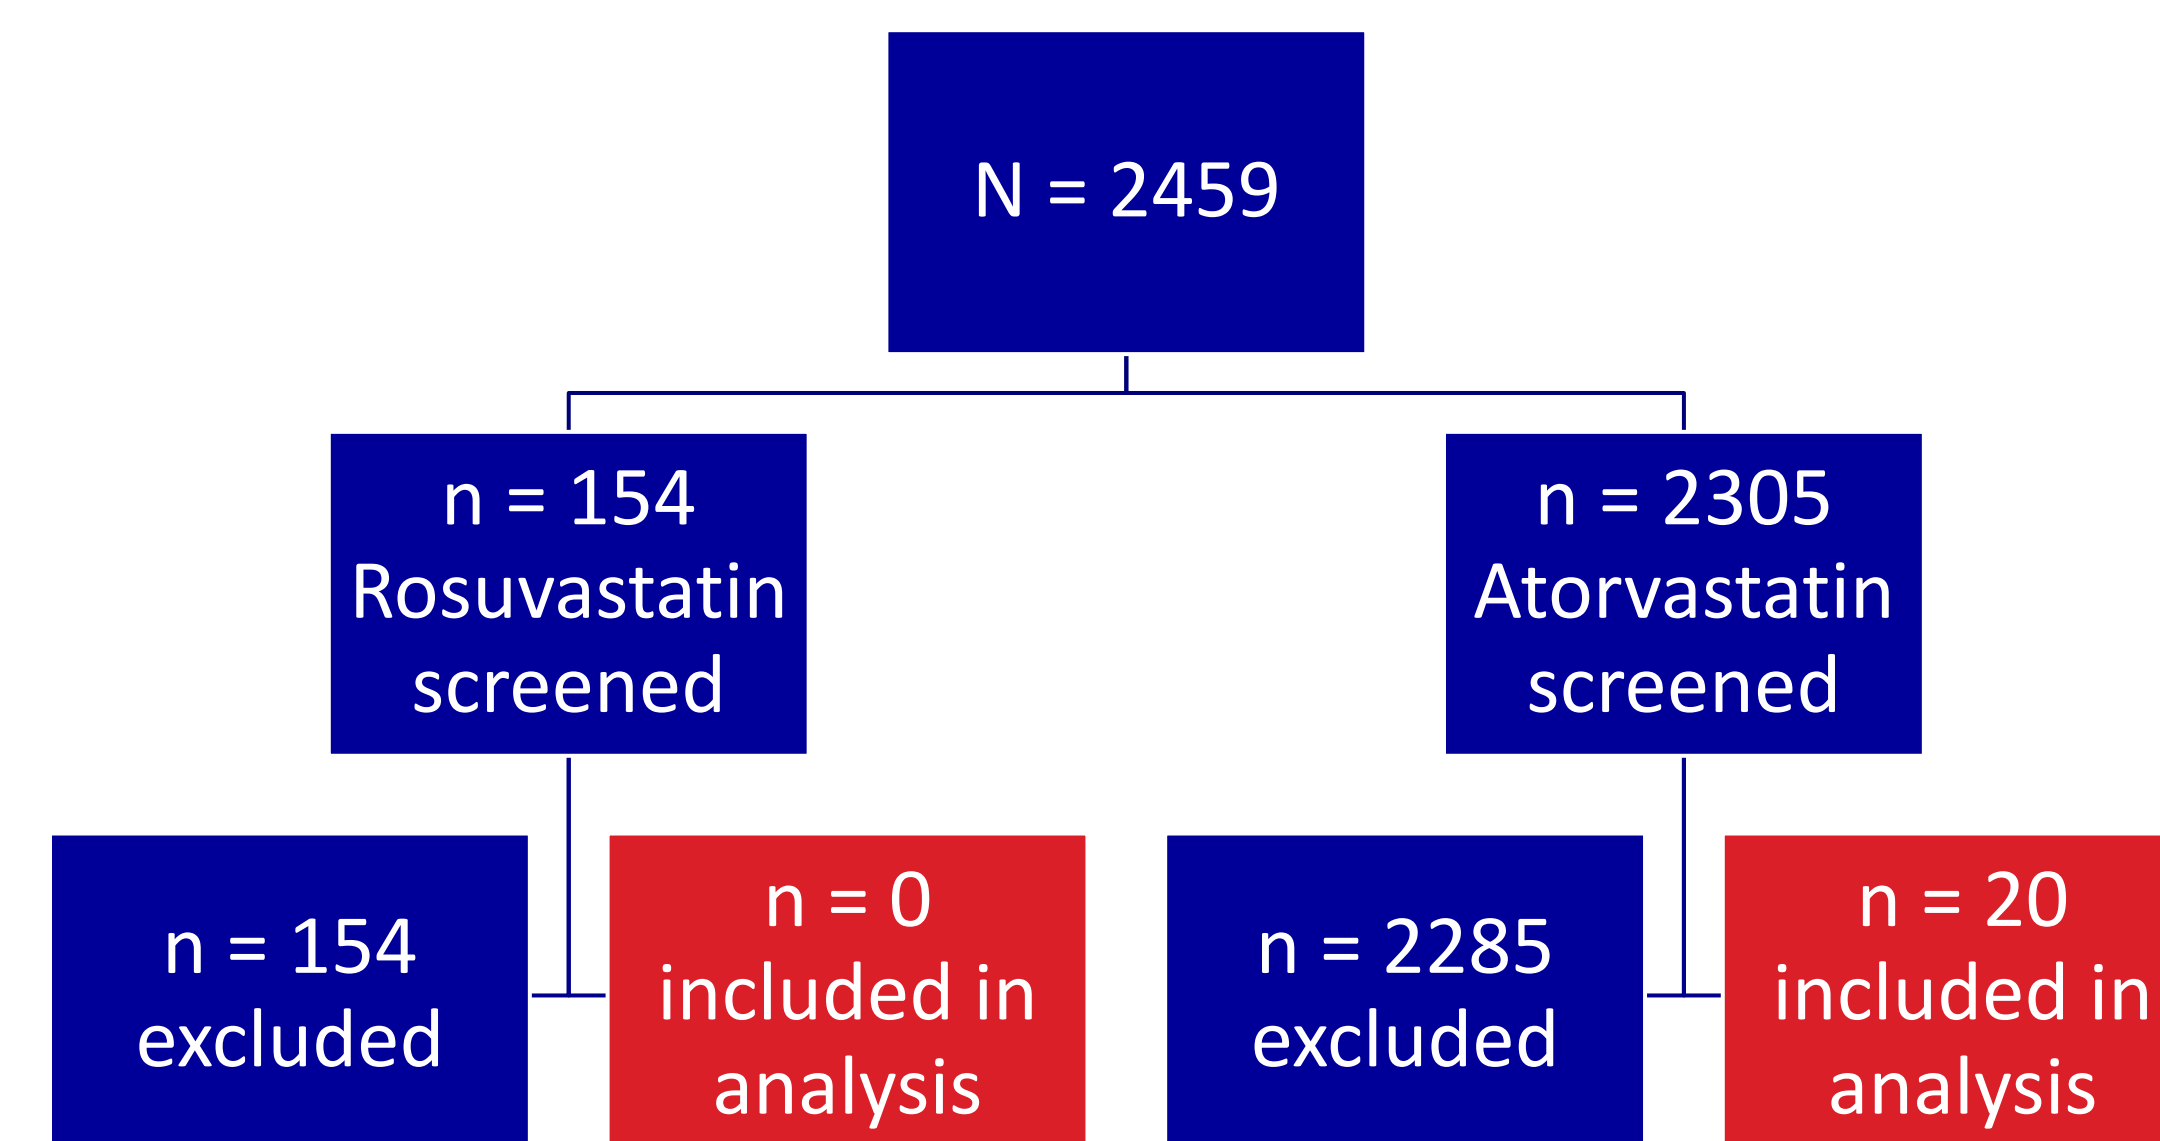 N = 2459
n = 154
Rosuvastatin
screened
n = 2305
Atorvastatin
screened
n = 154
excluded
n = 0
included in
analysis
n = 2285
excluded
n = 20
included in
analysis